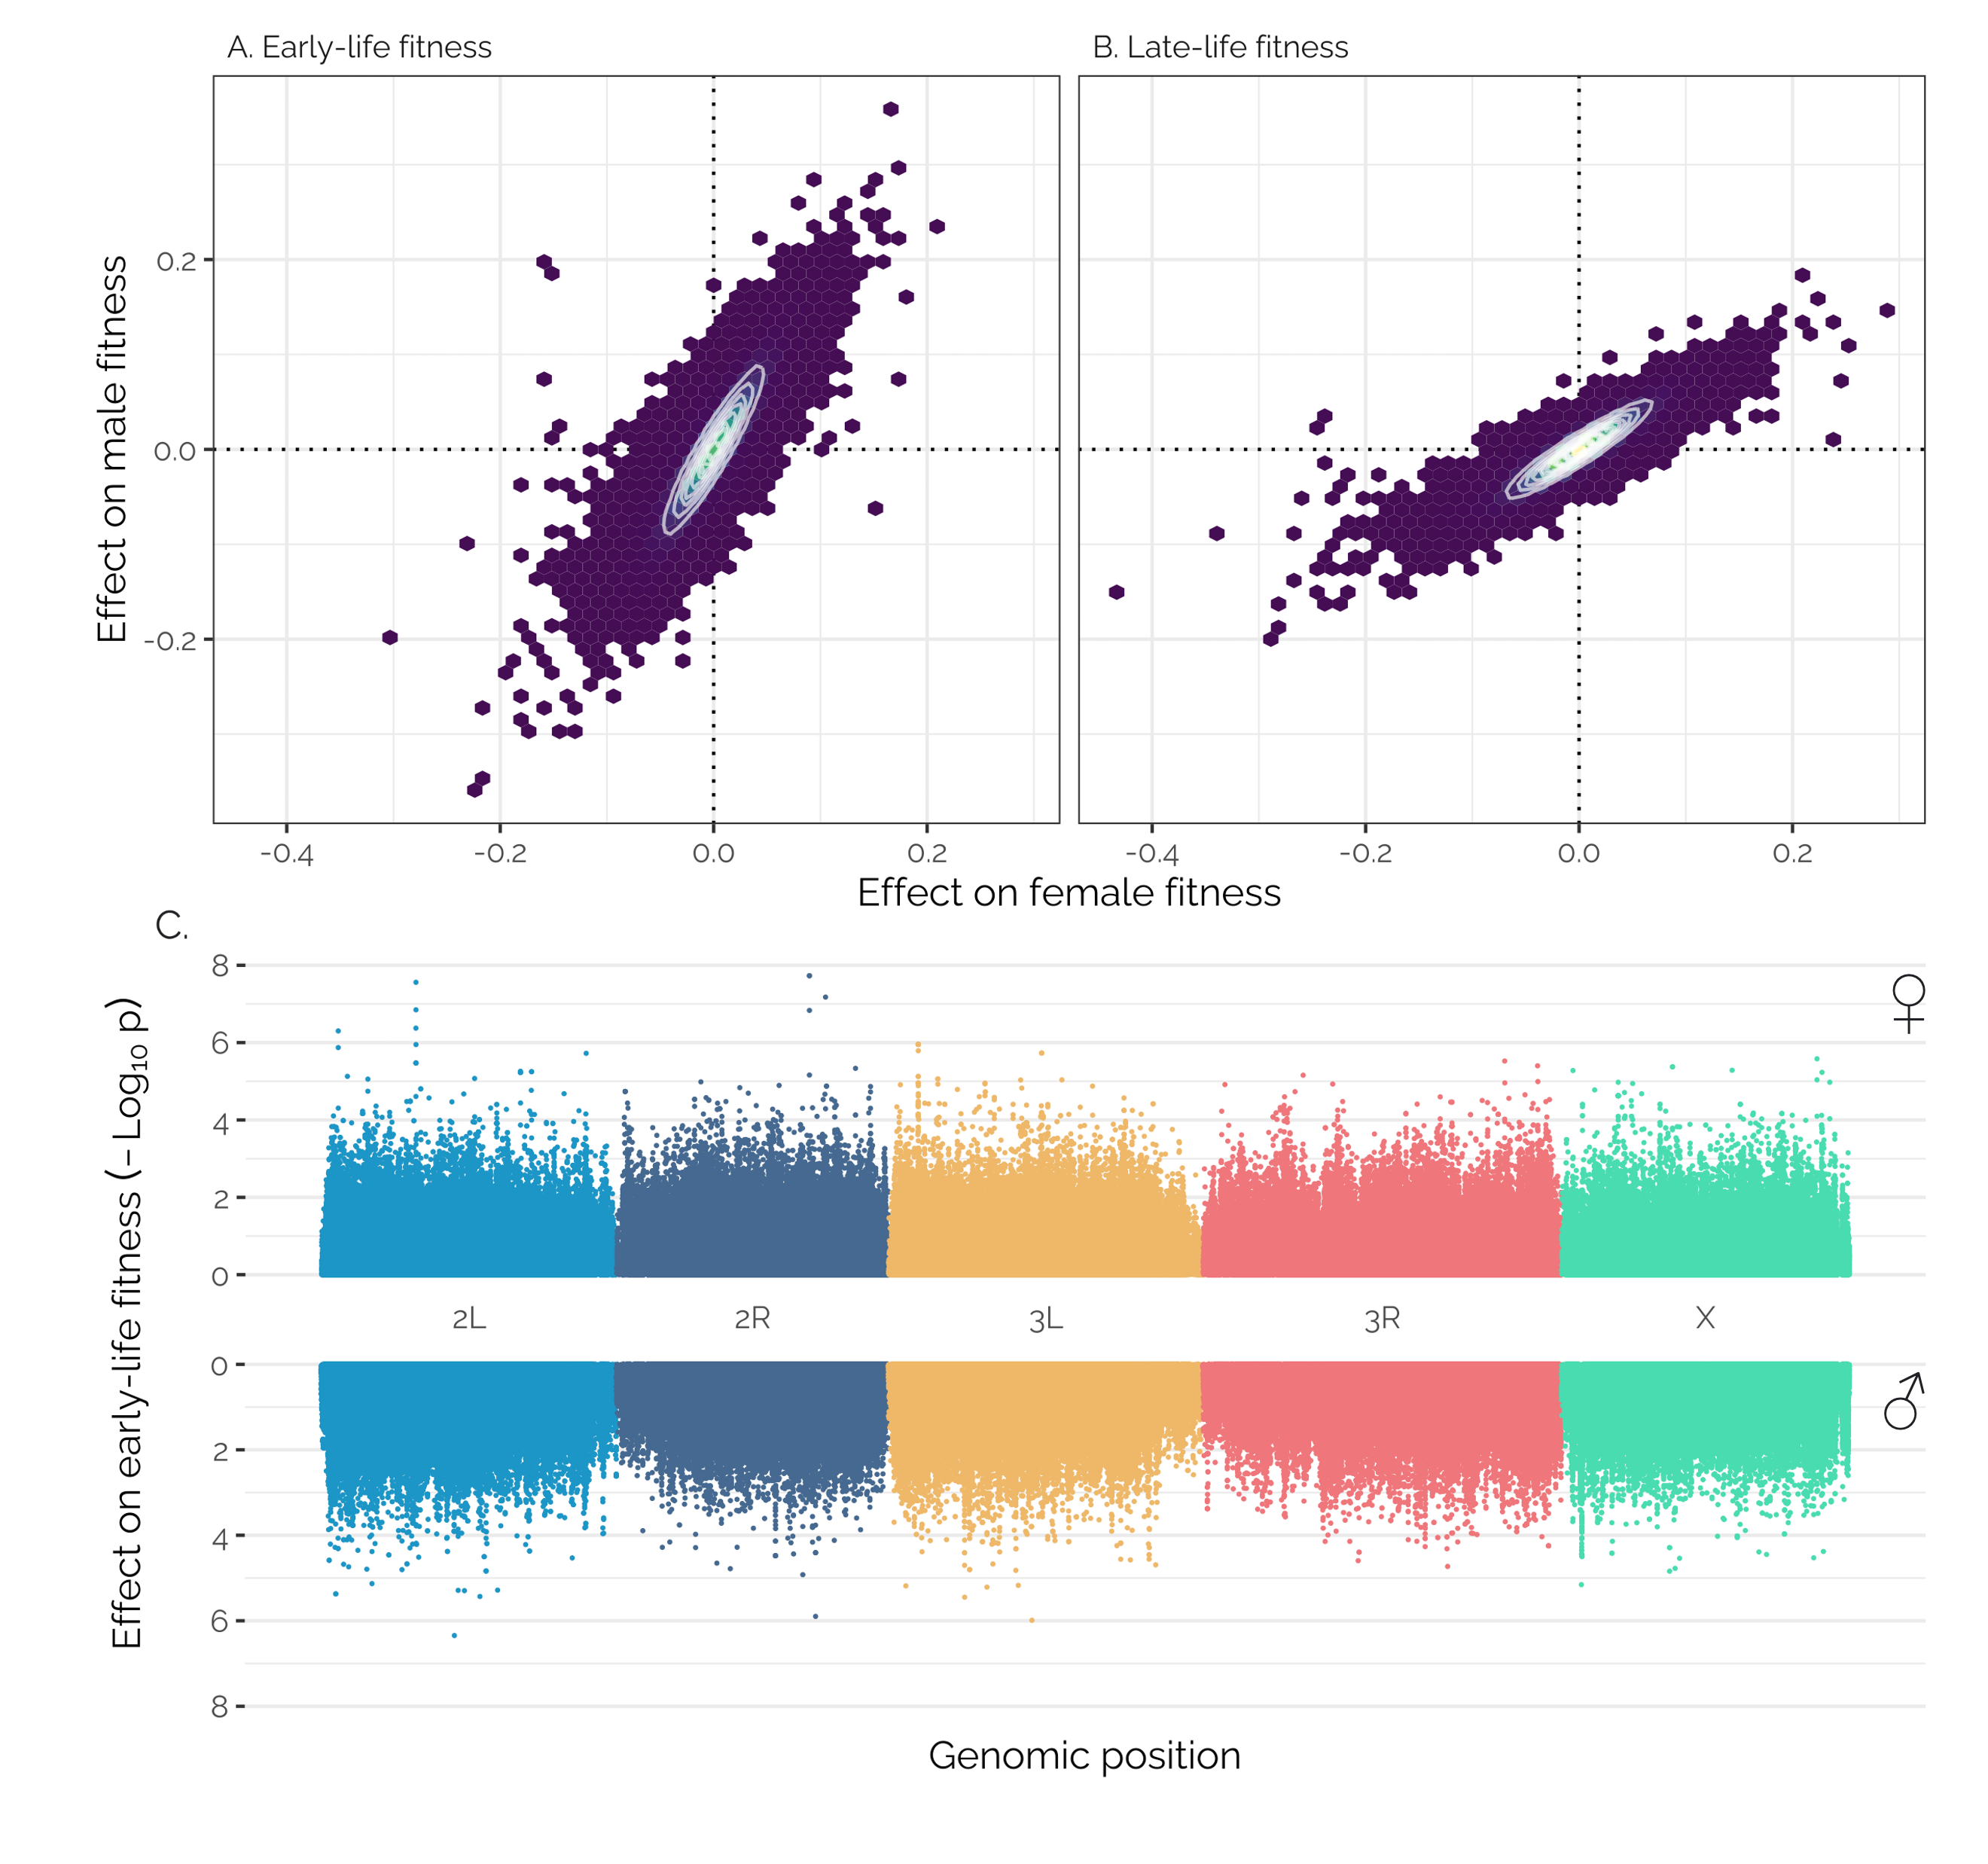 A. Early-life fitness
B. Late-life fitness
Effect on male fitness
0.2
0.0
-0.2
-0.4 -0.2 0.0 0.2
-0.4 -0.2 0.0 0.2
Effect on female fitness
C.
Effect on early-life fitness (− Log₁₀ p)
8
♀
6
4
2
0
2L 2R 3L 3R X
0
♂
2
4
6
8
Genomic position